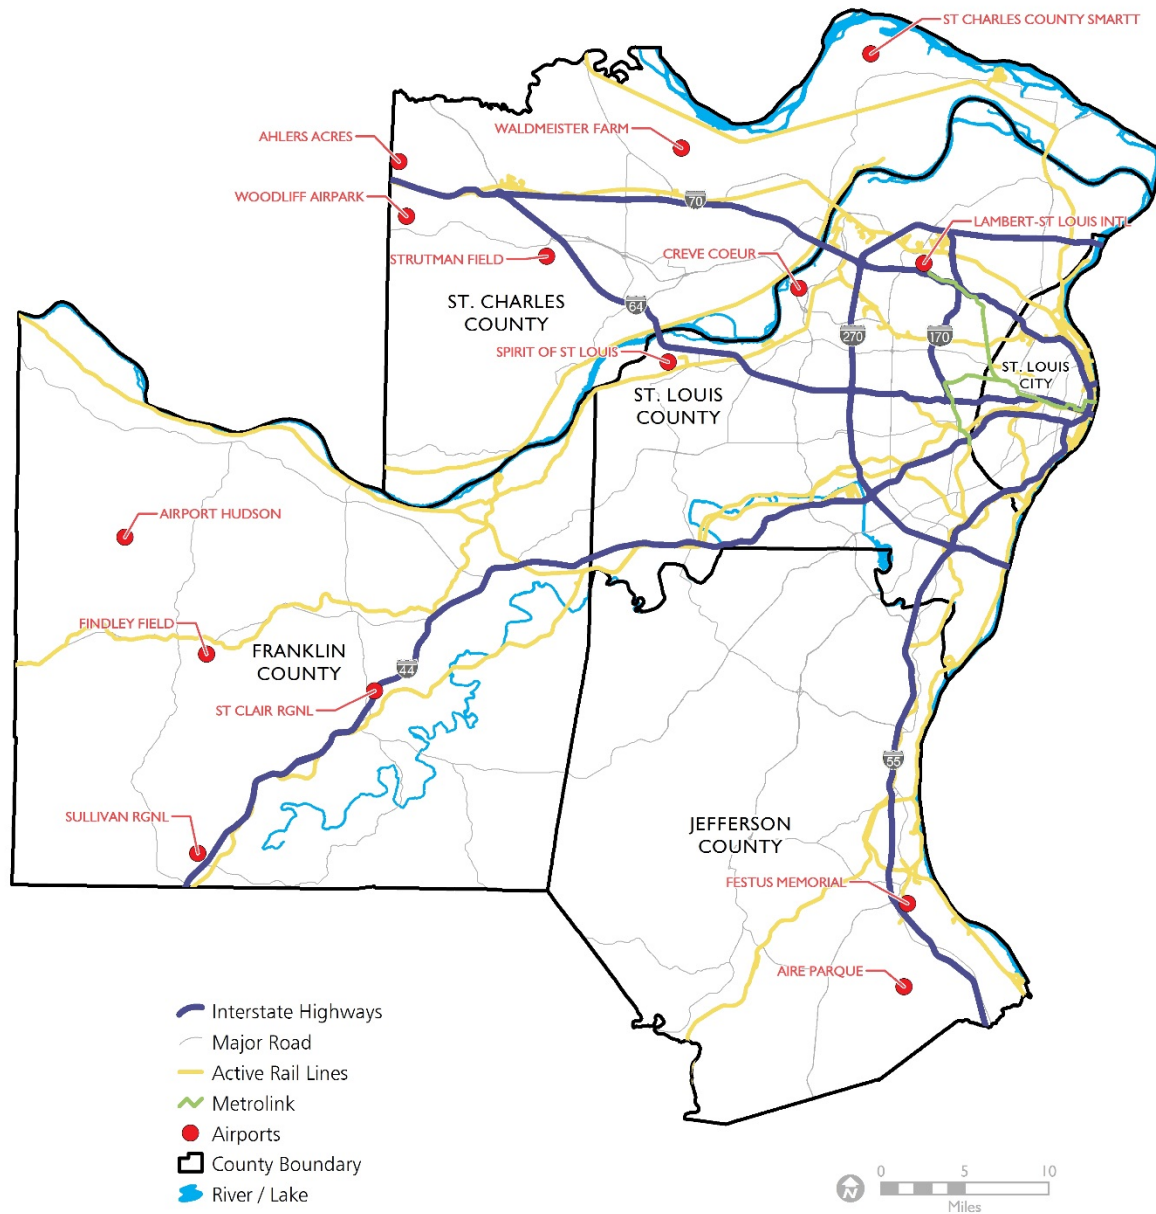 ST CHARLES COUNTY SMARTT
WALDMEISTER FARM
AHLERS ACRES
WOODLIFF AIRPARK
70
LAMBERT-ST LOUIS INTL
STRUTMAN FIELD
CREVE COEUR
ST. CHARLES
COUNTY
64
270
170
SPIRIT OF ST LOUIS
ST. LOUIS
CITY
ST. LOUIS
COUNTY
AIRPORT HUDSON
FINDLEY FIELD
FRANKLIN
COUNTY
44
ST CLAIR RGNL
55
SULLIVAN RGNL
JEFFERSON
COUNTY
FESTUS MEMORIAL
AIRE PARQUE
Interstate Highways
Major Road
Active Rail Lines
Metrolink
Airports
County Boundary
River / Lake
N
0 5 10
Miles